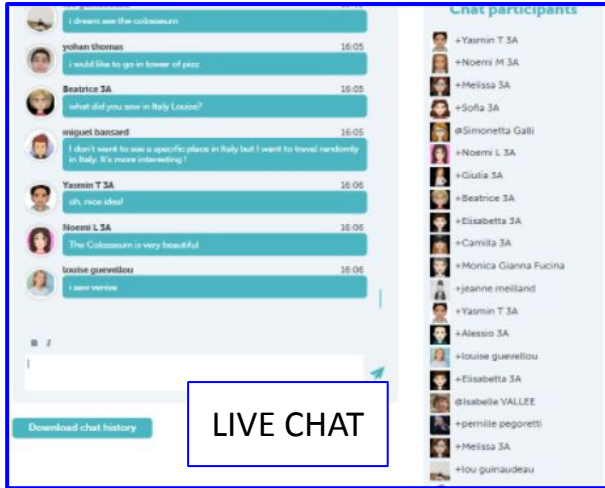 i dream see the colosseum
yohan thomas 16:05
i wuld like to go in tower of pizz
Beatrice 3A 16:05
what did you saw in Italy Louise?
miguel bansard 16:05
I don't want to see a specific place in Italy but I want to travel randomly
in Italy. It's more interesting !
Yasmin T 3A 16:06
oh, nice idea!
Noemi L 3A 16:06
The Colosseum is very beautiful
louise guevellou 16:06
i saw venise
B I
Download chat history
LIVE CHAT
Chat participants
+Yasmin T 3A
+Noemi M 3A
+Melissa 3A
+Sofia 3A
@Simonetta Galli
+Noemi L 3A
+Giulia 3A
+Beatrice 3A
+Elisabetta 3A
+Camilla 3A
+Monica Gianna Fucina
+jeanne meilland
+Yasmin T 3A
+Alessio 3A
+louise guevellou
+Elisabetta 3A
@Isabelle VALLEE
+pernille pegoretti
+Melissa 3A
+lou guinaudeau